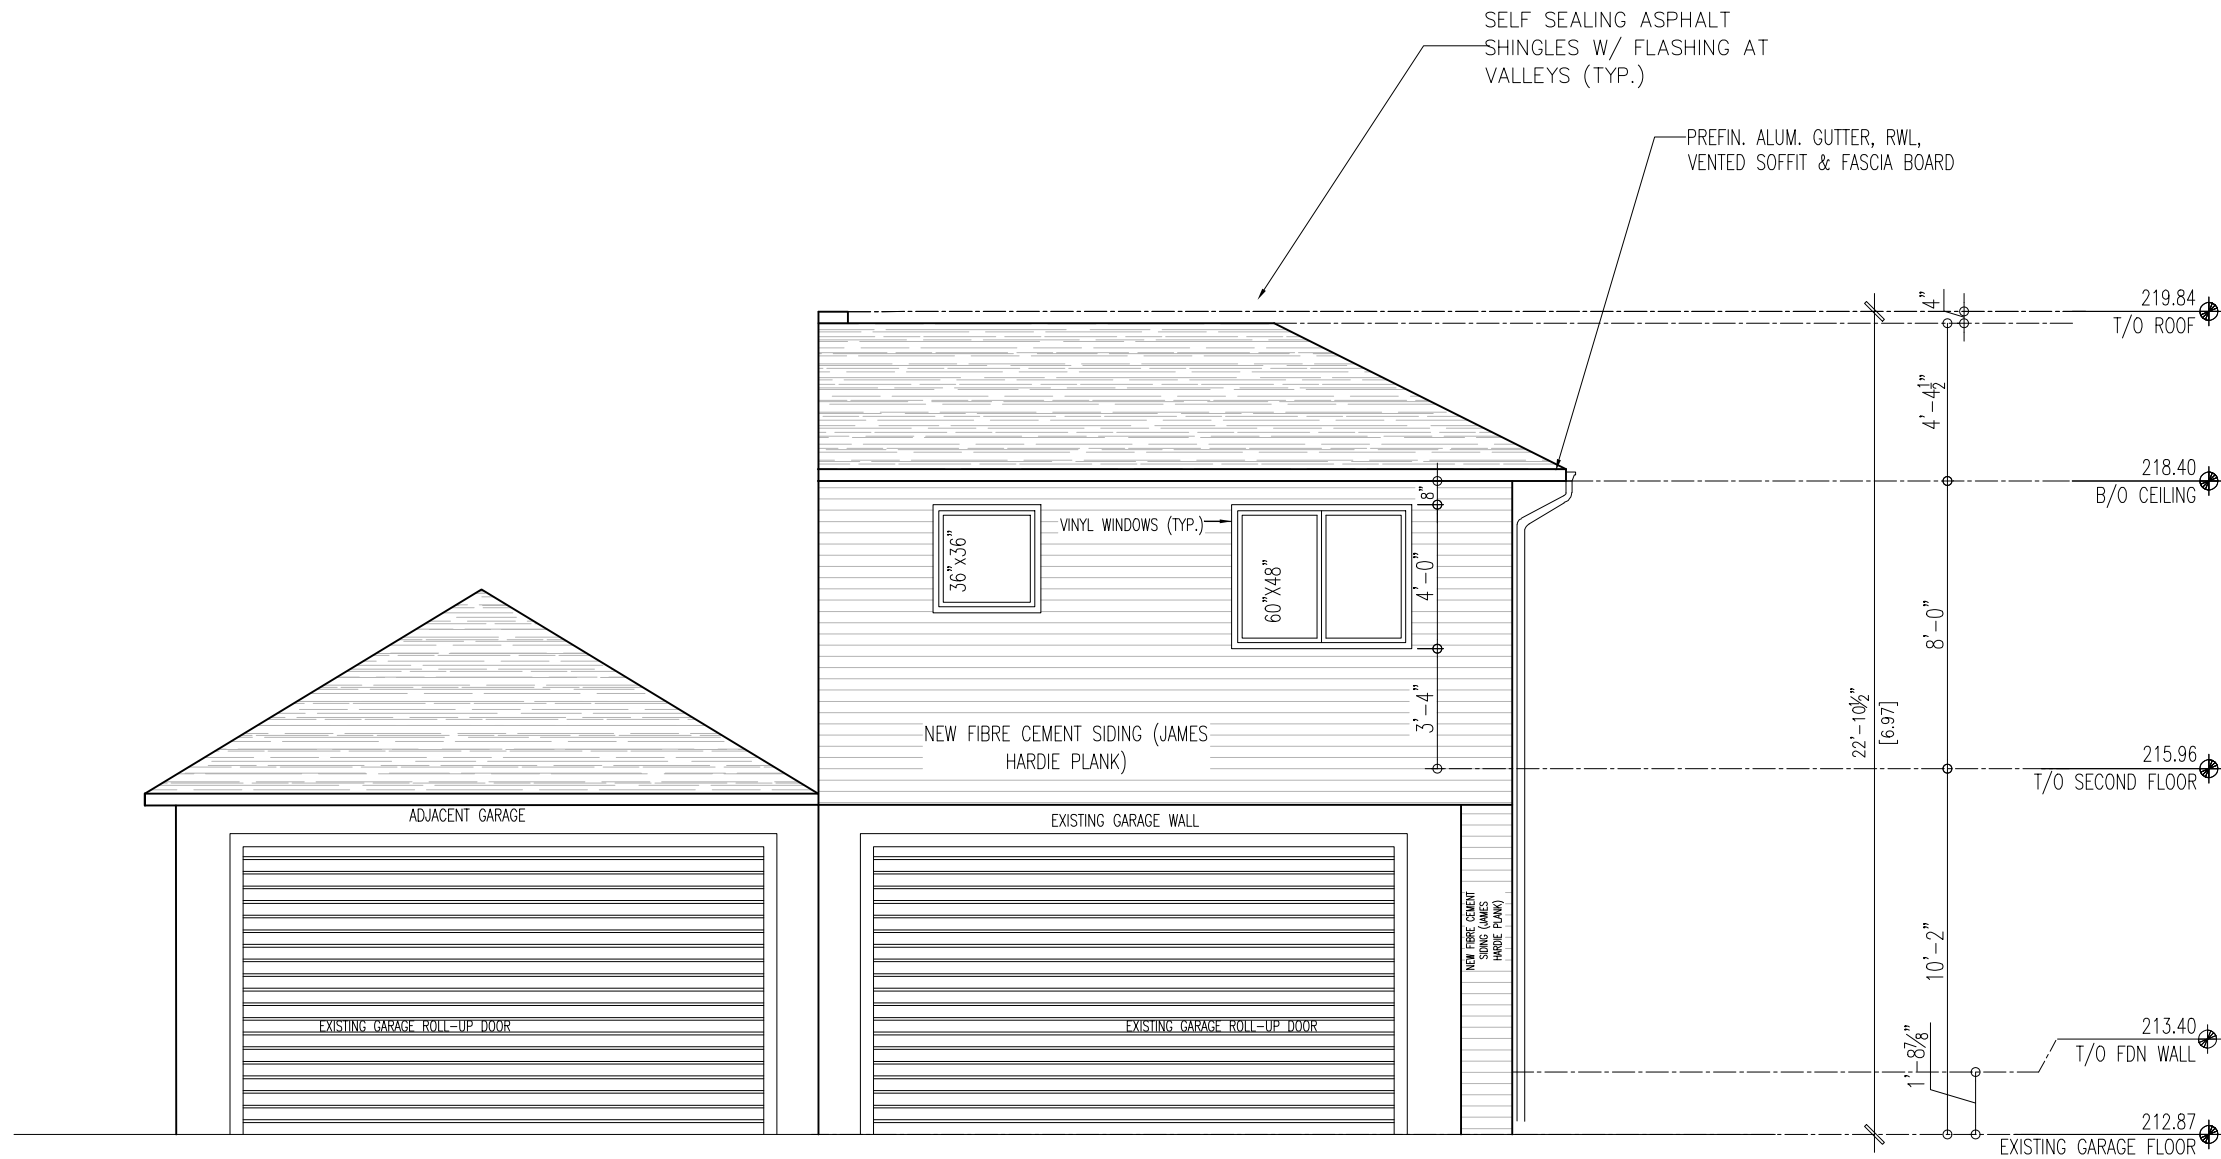 SELF SEALING ASPHALT
SHINGLES W/ FLASHING AT
VALLEYS (TYP.)
PREFIN. ALUM. GUTTER, RWL,
VENTED SOFFIT & FASCIA BOARD
4"
219.84
T/O ROOF
4'-4½"
218.40
B/O CEILING
8"
VINYL WINDOWS (TYP.)
36"x36"
60"X48"
4'-0"
8'-0"
3'-4"
22'-10½"
[6.97]
NEW FIBRE CEMENT SIDING (JAMES
HARDIE PLANK)
215.96
T/O SECOND FLOOR
ADJACENT GARAGE
EXISTING GARAGE WALL
NEW FIBRE CEMENT
SIDING (JAMES
HARDIE PLANK)
10'-2"
EXISTING GARAGE ROLL-UP DOOR
EXISTING GARAGE ROLL-UP DOOR
213.40
T/O FDN WALL
1'-8⅞"
212.87
EXISTING GARAGE FLOOR